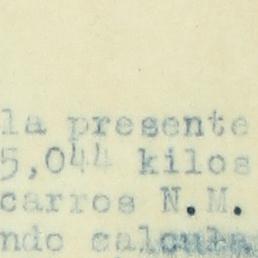 la presente
5,044 kilos
carros N.M.
ndo calcula